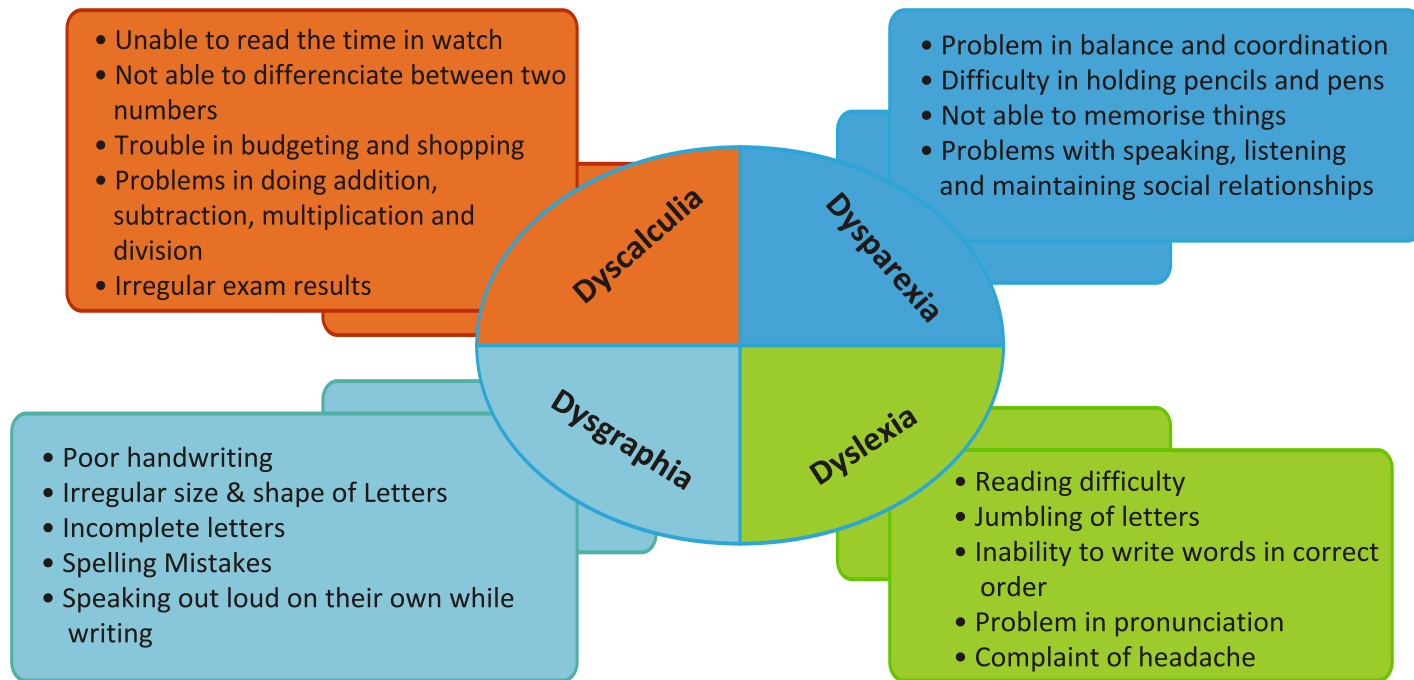 • Unable to read the time in watch
• Not able to differenciate between two
numbers
• Trouble in budgeting and shopping
• Problems in doing addition,
subtraction, multiplication and
division
• Irregular exam results
• Problem in balance and coordination
• Difficulty in holding pencils and pens
• Not able to memorise things
• Problems with speaking, listening
and maintaining social relationships
Dyscalculia
Dysparexia
Dysgraphia
Dyslexia
• Poor handwriting
• Irregular size & shape of Letters
• Incomplete letters
• Spelling Mistakes
• Speaking out loud on their own while
writing
• Reading difficulty
• Jumbling of letters
• Inability to write words in correct
order
• Problem in pronunciation
• Complaint of headache